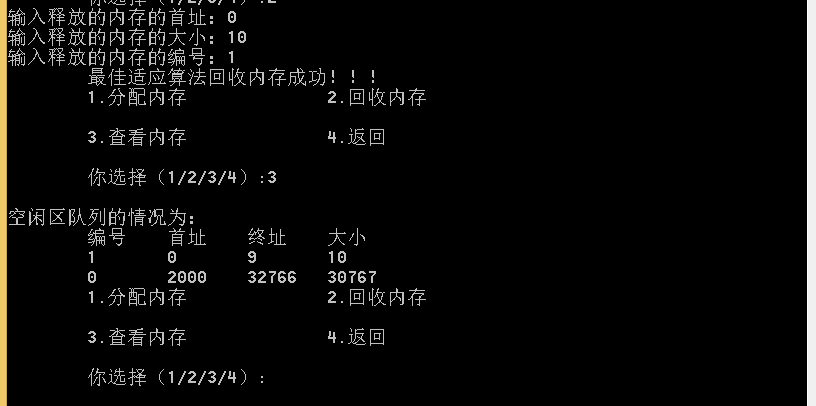 你选择（1/2/3/4）:2
输入释放的内存的首址：0
输入释放的内存的大小：10
输入释放的内存的编号：1
最佳适应算法回收内存成功！！！
1.分配内存 2.回收内存
3.查看内存 4.返回
你选择（1/2/3/4）:3
空闲区队列的情况为：
编号 首址 终址 大小
1 0 9 10
0 2000 32766 30767
1.分配内存 2.回收内存
3.查看内存 4.返回
你选择（1/2/3/4）: